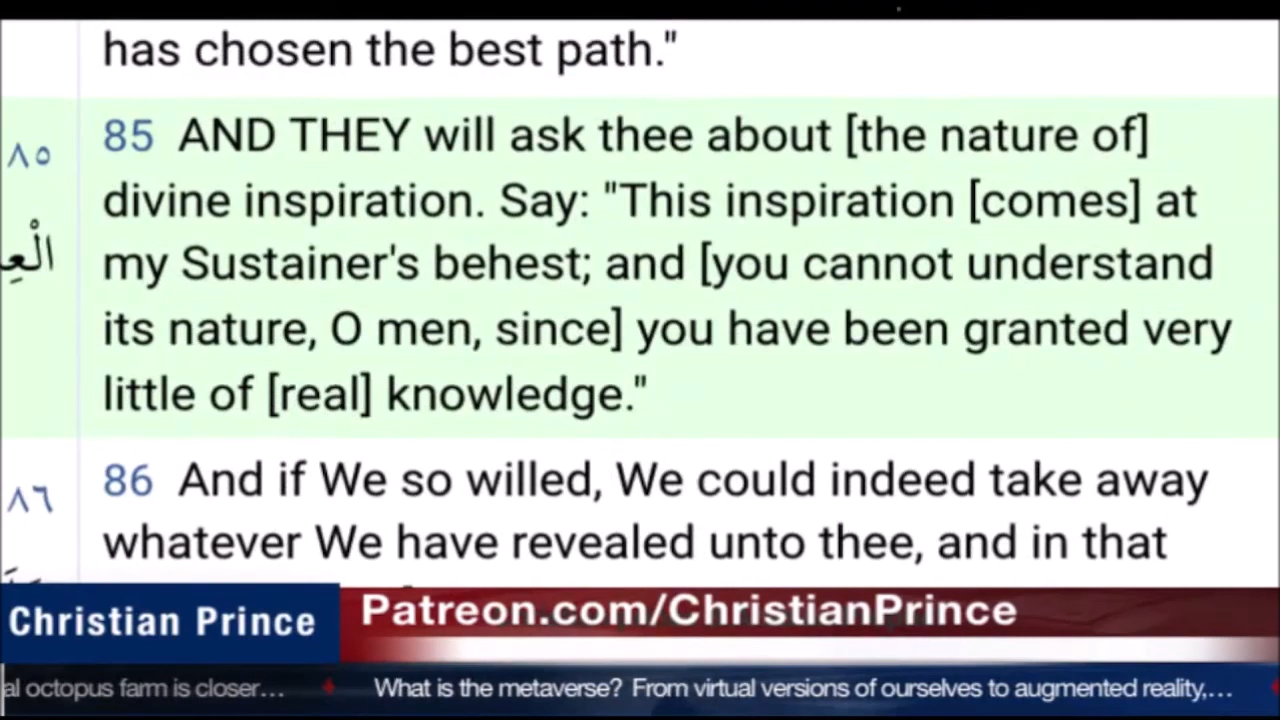 has chosen the best path."
85 AND THEY will ask thee about [the nature of]
٨٥
divine inspiration. Say: "This inspiration [comes] at
my Sustainer's behest; and [you cannot understand
its nature, O men, since] you have been granted very
little of [real] knowledge."
86 And if We so willed, We could indeed take away
٨٦
whatever We have revealed unto thee, and in that
Christian Prince
Patreon.com/ChristianPrince
al octopus farm is closer...
What is the metaverse? From virtual versions of ourselves to augmented reality,...